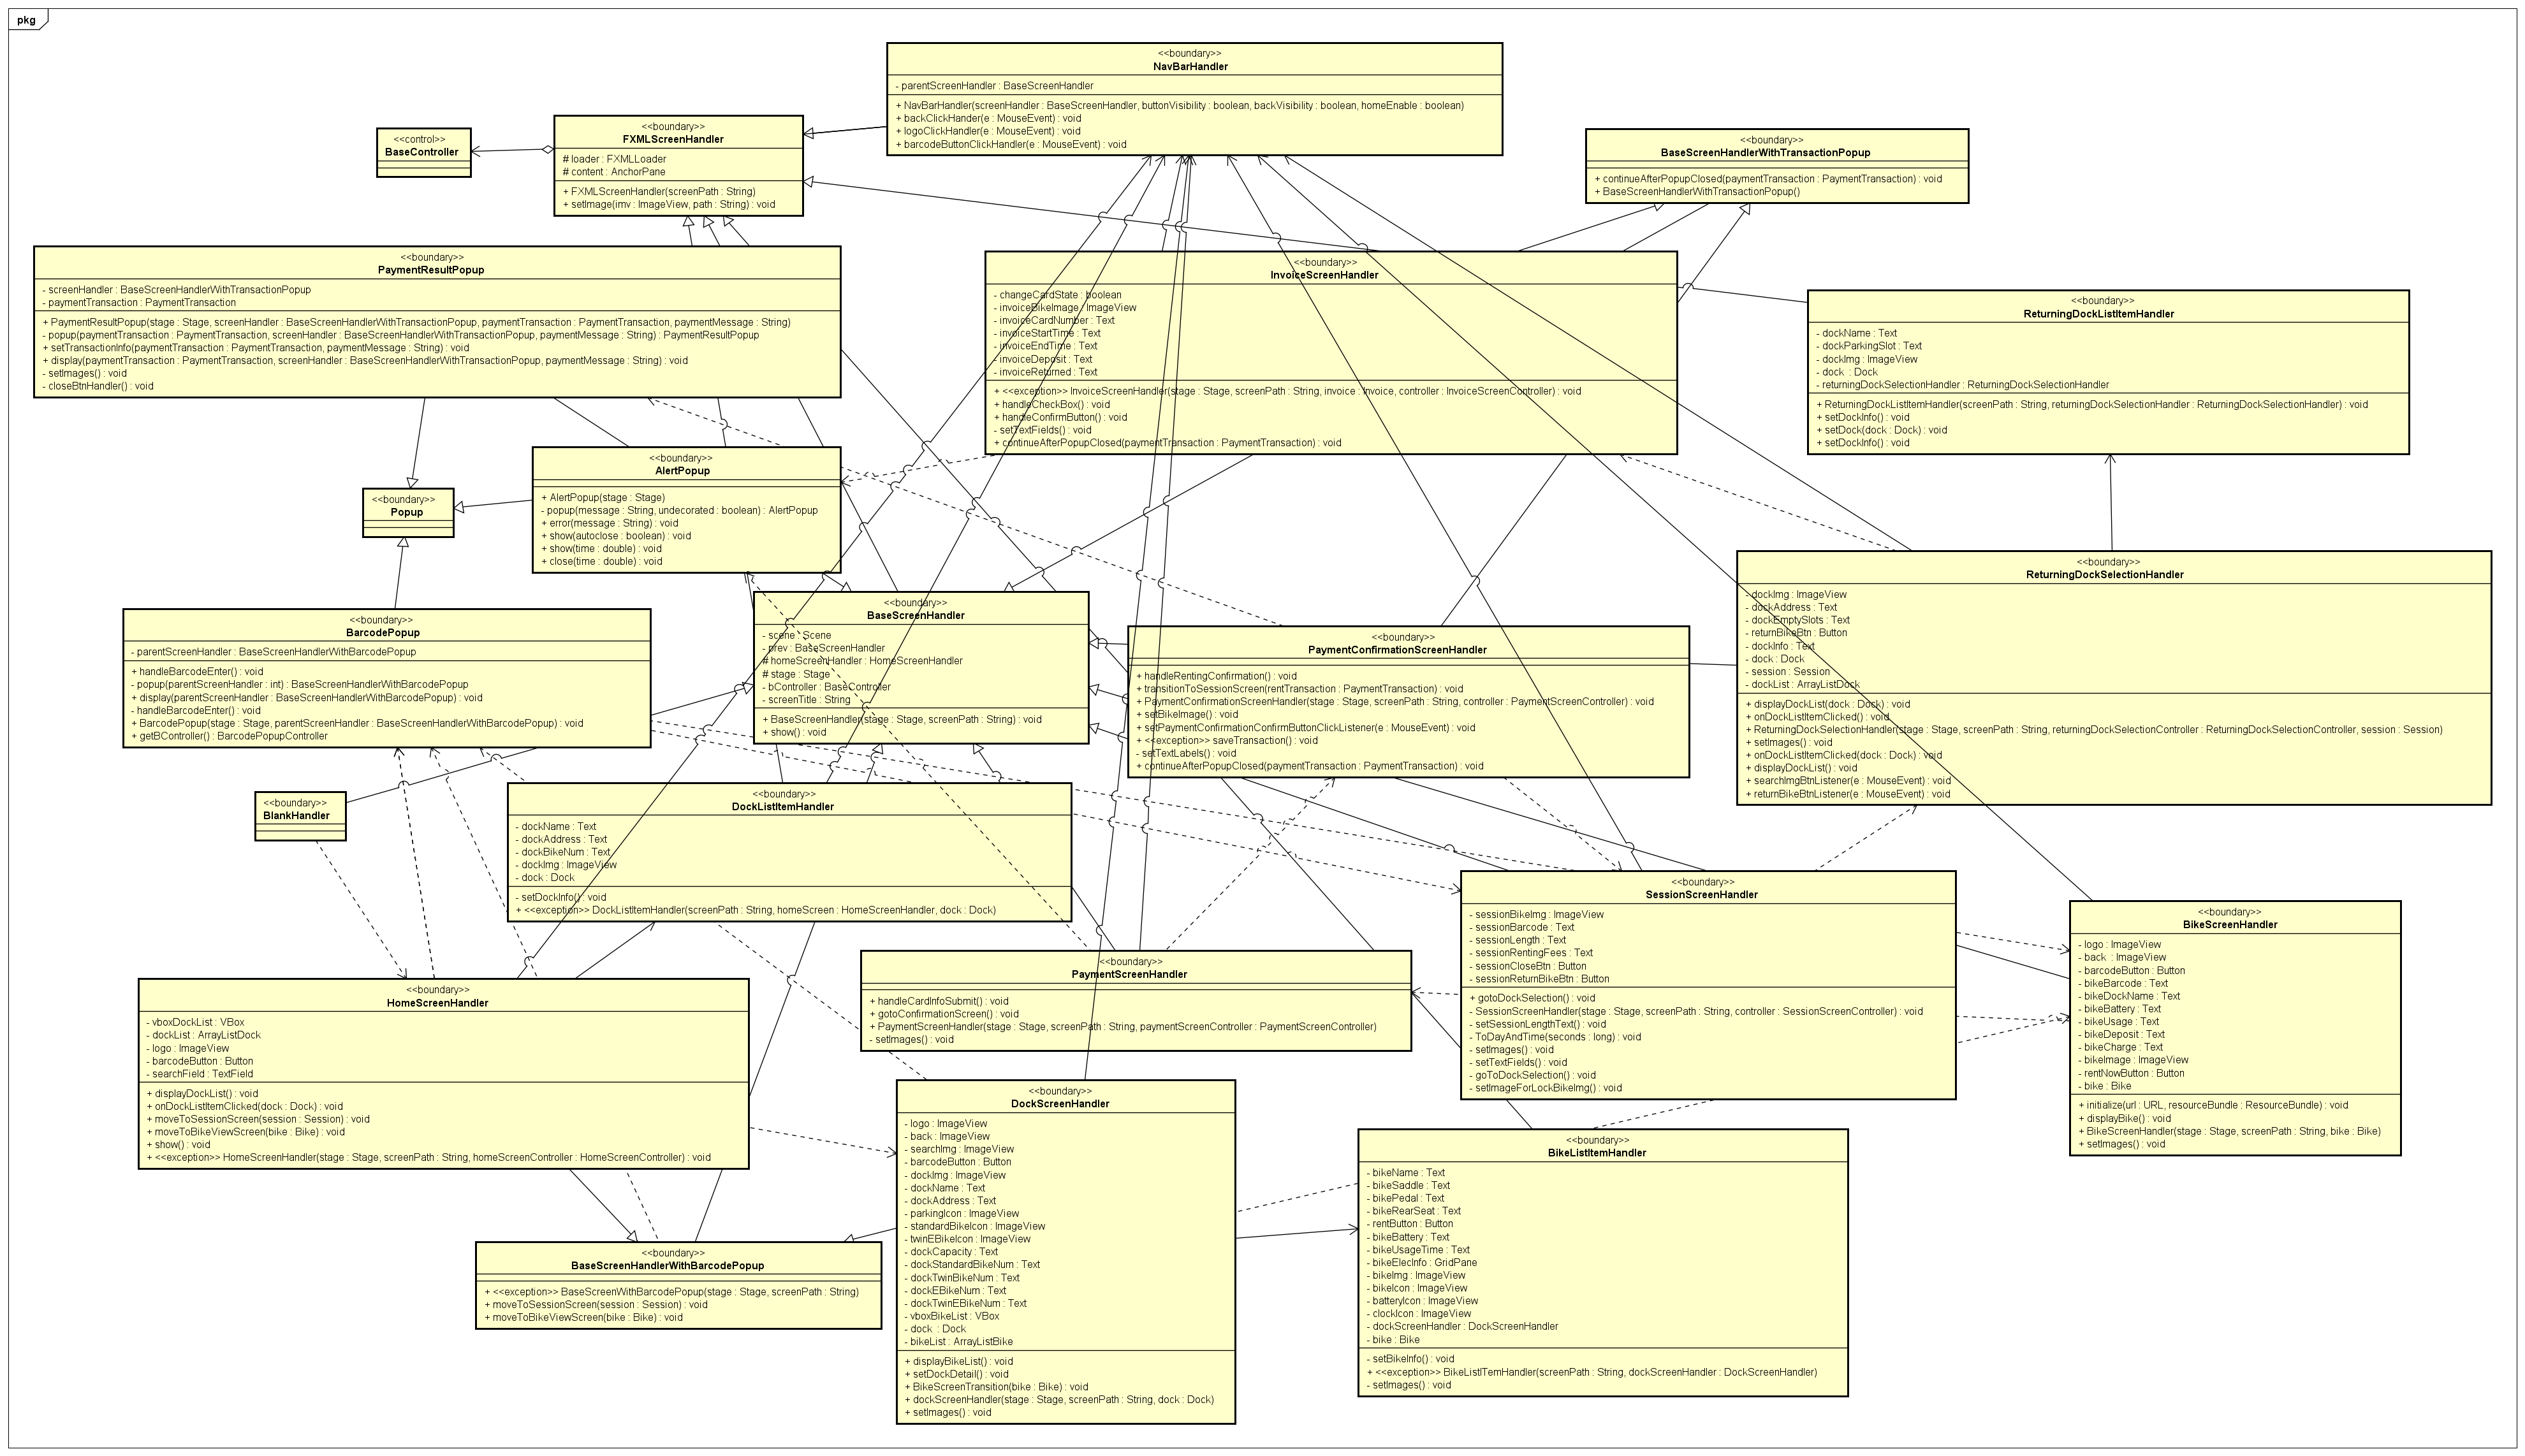 pkg
<<boundary>>
NavBarHandler
- parentScreenHandler : BaseScreenHandler
+ NavBarHandler(screenHandler : BaseScreenHandler, buttonVisibility : boolean, backVisibility : boolean, homeEnable : boolean)
+ backClickHander(e : MouseEvent) : void
+ logoClickHandler(e : MouseEvent) : void
+ barcodeButtonClickHandler(e : MouseEvent) : void
<<control>>
BaseController
<<boundary>>
FXMLScreenHandler
# loader : FXMLLoader
# content : AnchorPane
+ FXMLScreenHandler(screenPath : String)
+ setImage(imv : ImageView, path : String) : void
<<boundary>>
BaseScreenHandlerWithTransactionPopup
+ continueAfterPopupClosed(paymentTransaction : PaymentTransaction) : void
+ BaseScreenHandlerWithTransactionPopup()
<<boundary>>
PaymentResultPopup
- screenHandler : BaseScreenHandlerWithTransactionPopup
- paymentTransaction : PaymentTransaction
+ PaymentResultPopup(stage : Stage, screenHandler : BaseScreenHandlerWithTransactionPopup, paymentTransaction : PaymentTransaction, paymentMessage : String)
- popup(paymentTransaction : PaymentTransaction, screenHandler : BaseScreenHandlerWithTransactionPopup, paymentMessage : String) : PaymentResultPopup
+ setTransactionInfo(paymentTransaction : PaymentTransaction, paymentMessage : String) : void
+ display(paymentTransaction : PaymentTransaction, screenHandler : BaseScreenHandlerWithTransactionPopup, paymentMessage : String) : void
- setImages() : void
- closeBtnHandler() : void
<<boundary>>
InvoiceScreenHandler
- changeCardState : boolean
- invoiceBikeImage : ImageView
- invoiceCardNumber : Text
- invoiceStartTime : Text
- invoiceEndTime : Text
- invoiceDeposit : Text
- invoiceReturned : Text
+ <<exception>> InvoiceScreenHandler(stage : Stage, screenPath : String, invoice : Invoice, controller : InvoiceScreenController) : void
+ handleCheckBox() : void
+ handleConfirmButton() : void
- setTextFields() : void
+ continueAfterPopupClosed(paymentTransaction : PaymentTransaction) : void
<<boundary>>
ReturningDockListItemHandler
- dockName : Text
- dockParkingSlot : Text
- dockImg : ImageView
- dock : Dock
- returningDockSelectionHandler : ReturningDockSelectionHandler
+ ReturningDockListItemHandler(screenPath : String, returningDockSelectionHandler : ReturningDockSelectionHandler) : void
+ setDockInfo() : void
+ setDock(dock : Dock) : void
+ setDockInfo() : void
<<boundary>>
AlertPopup
+ AlertPopup(stage : Stage)
- popup(message : String, undecorated : boolean) : AlertPopup
+ error(message : String) : void
+ show(autoclose : boolean) : void
+ show(time : double) : void
+ close(time : double) : void
<<boundary>>
Popup
<<boundary>>
BarcodePopup
- parentScreenHandler : BaseScreenHandlerWithBarcodePopup
+ handleBarcodeEnter() : void
- popup(parentScreenHandler : int) : BaseScreenHandlerWithBarcodePopup
+ display(parentScreenHandler : BaseScreenHandlerWithBarcodePopup) : void
- handleBarcodeEnter() : void
+ BarcodePopup(stage : Stage, parentScreenHandler : BaseScreenHandlerWithBarcodePopup) : void
+ getBController() : BarcodePopupController
<<boundary>>
BaseScreenHandler
- scene : Scene
- prev : BaseScreenHandler
# homeScreenHandler : HomeScreenHandler
# stage : Stage
- bController : BaseController
- screenTitle : String
+ BaseScreenHandler(stage : Stage, screenPath : String) : void
+ show() : void
<<boundary>>
PaymentConfirmationScreenHandler
+ handleRentingConfirmation() : void
+ transitionToSessionScreen(rentTransaction : PaymentTransaction) : void
+ PaymentConfirmationScreenHandler(stage : Stage, screenPath : String, controller : PaymentScreenController) : void
+ setBikeImage() : void
+ setPaymentConfirmationConfirmButtonClickListener(e : MouseEvent) : void
+ <<exception>> saveTransaction() : void
- setTextLabels() : void
+ continueAfterPopupClosed(paymentTransaction : PaymentTransaction) : void
<<boundary>>
ReturningDockSelectionHandler
- dockImg : ImageView
- dockAddress : Text
- dockEmptySlots : Text
- returnBikeBtn : Button
- dockInfo : Text
- dock : Dock
- session : Session
- dockList : ArrayListDock
+ displayDockList(dock : Dock) : void
+ onDockListItemClicked() : void
+ ReturningDockSelectionHandler(stage : Stage, screenPath : String, returningDockSelectionController : ReturningDockSelectionController, session : Session)
+ setImages() : void
+ onDockListItemClicked(dock : Dock) : void
+ displayDockList() : void
+ searchImgBtnListener(e : MouseEvent) : void
+ returnBikeBtnListener(e : MouseEvent) : void
<<boundary>>
BlankHandler
<<boundary>>
DockListItemHandler
- dockName : Text
- dockAddress : Text
- dockBikeNum : Text
- dockImg : ImageView
- dock : Dock
- setDockInfo() : void
+ <<exception>> DockListItemHandler(screenPath : String, homeScreen : HomeScreenHandler, dock : Dock)
<<boundary>>
SessionScreenHandler
- sessionBikeImg : ImageView
- sessionBarcode : Text
- sessionLength : Text
- sessionRentingFees : Text
- sessionCloseBtn : Button
- sessionReturnBikeBtn : Button
+ gotoDockSelection() : void
- SessionScreenHandler(stage : Stage, screenPath : String, controller : SessionScreenController) : void
- setSessionLengthText() : void
- ToDayAndTime(seconds : long) : void
- setImages() : void
- setTextFields() : void
- goToDockSelection() : void
- setImageForLockBikeImg() : void
<<boundary>>
BikeScreenHandler
- logo : ImageView
- back : ImageView
- barcodeButton : Button
- bikeBarcode : Text
- bikeDockName : Text
- bikeBattery : Text
- bikeUsage : Text
- bikeDeposit : Text
- bikeCharge : Text
- bikeImage : ImageView
- rentNowButton : Button
- bike : Bike
+ initialize(url : URL, resourceBundle : ResourceBundle) : void
+ displayBike() : void
+ BikeScreenHandler(stage : Stage, screenPath : String, bike : Bike)
+ setImages() : void
<<boundary>>
HomeScreenHandler
- vboxDockList : VBox
- dockList : ArrayListDock
- logo : ImageView
- barcodeButton : Button
- searchField : TextField
+ displayDockList() : void
+ onDockListItemClicked(dock : Dock) : void
+ moveToSessionScreen(session : Session) : void
+ moveToBikeViewScreen(bike : Bike) : void
+ show() : void
+ <<exception>> HomeScreenHandler(stage : Stage, screenPath : String, homeScreenController : HomeScreenController) : void
<<boundary>>
PaymentScreenHandler
+ handleCardInfoSubmit() : void
+ gotoConfirmationScreen() : void
+ PaymentScreenHandler(stage : Stage, screenPath : String, paymentScreenController : PaymentScreenController)
- setImages() : void
<<boundary>>
DockScreenHandler
- logo : ImageView
- back : ImageView
- searchImg : ImageView
- barcodeButton : Button
- dockImg : ImageView
- dockName : Text
- dockAddress : Text
- parkingIcon : ImageView
- standardBikeIcon : ImageView
- twinEBikeIcon : ImageView
- dockCapacity : Text
- dockStandardBikeNum : Text
- dockTwinBikeNum : Text
- dockEBikeNum : Text
- dockTwinEBikeNum : Text
- vboxBikeList : VBox
- dock : Dock
- bikeList : ArrayListBike
+ displayBikeList() : void
+ setDockDetail() : void
+ BikeScreenTransition(bike : Bike) : void
+ dockScreenHandler(stage : Stage, screenPath : String, dock : Dock)
+ setImages() : void
<<boundary>>
BikeListItemHandler
- bikeName : Text
- bikeSaddle : Text
- bikePedal : Text
- bikeRearSeat : Text
- rentButton : Button
- bikeBattery : Text
- bikeUsageTime : Text
- bikeElecInfo : GridPane
- bikeImg : ImageView
- bikeIcon : ImageView
- batteryIcon : ImageView
- clockIcon : ImageView
- dockScreenHandler : DockScreenHandler
- bike : Bike
- setBikeInfo() : void
+ <<exception>> BikeListITemHandler(screenPath : String, dockScreenHandler : DockScreenHandler)
- setImages() : void
<<boundary>>
BaseScreenHandlerWithBarcodePopup
+ <<exception>> BaseScreenWithBarcodePopup(stage : Stage, screenPath : String)
+ moveToSessionScreen(session : Session) : void
+ moveToBikeViewScreen(bike : Bike) : void